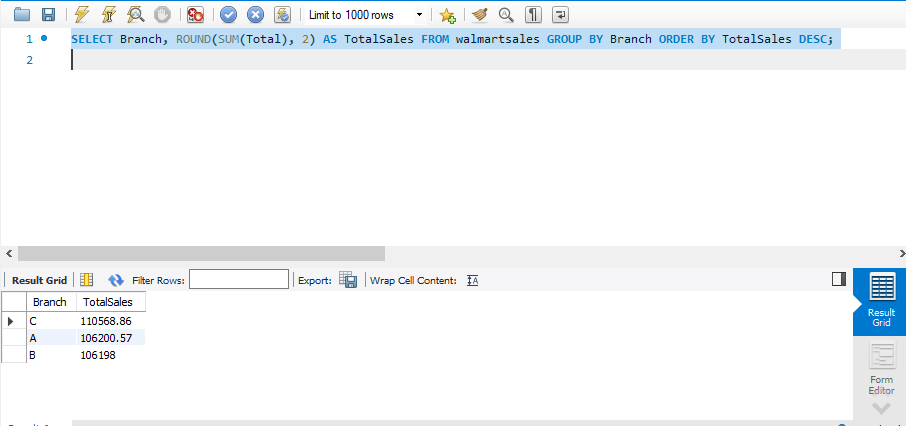 Limit to 1000 rows
1 SELECT Branch, ROUND(SUM(Total), 2) AS TotalSales FROM walmartsales GROUP BY Branch ORDER BY TotalSales DESC;
2
Result Grid Filter Rows: Export: Wrap Cell Content:
Branch TotalSales
C 110568.86
A 106200.57
B 106198
Result
Grid
Form
Editor